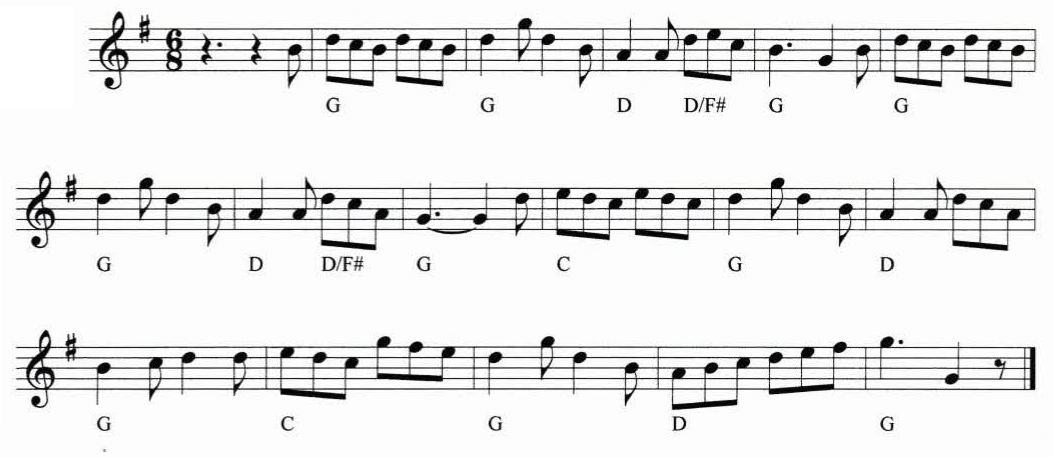 6
8
G G D D/F# G G
G D D/F# G C G D
G C G D G